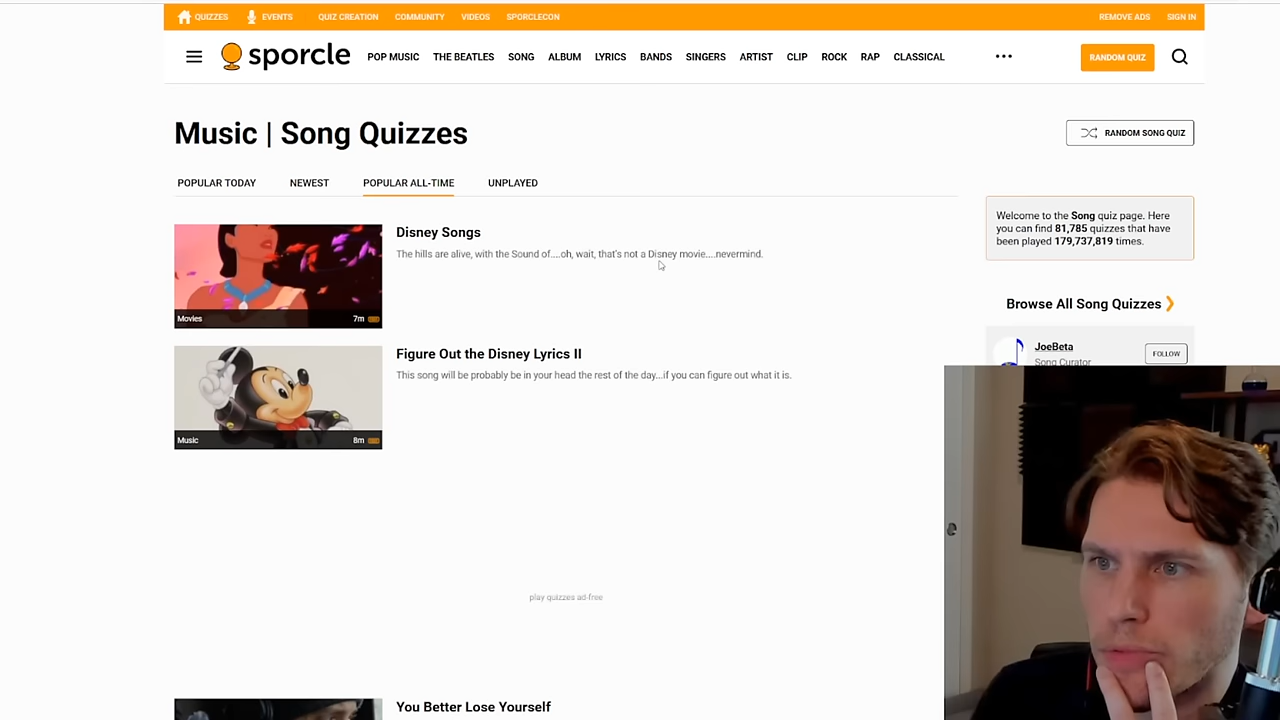 QUIZZES EVENTS QUIZ CREATION COMMUNITY VIDEOS SPORCLECON REMOVE ADS SIGN IN
sporcle POP MUSIC THE BEATLES SONG ALBUM LYRICS BANDS SINGERS ARTIST CLIP ROCK RAP CLASSICAL ... RANDOM QUIZ
Music | Song Quizzes
RANDOM SONG QUIZ
POPULAR TODAY NEWEST POPULAR ALL-TIME UNPLAYED
Disney Songs
The hills are alive, with the Sound of....oh, wait, that's not a Disney movie....nevermind.
Movies 7m
Figure Out the Disney Lyrics II
This song will be probably be in your head the rest of the day...if you can figure out what it is.
Music 8m
play quizzes ad-free
You Better Lose Yourself
Welcome to the Song quiz page. Here
you can find 81,785 quizzes that have
been played 179,737,819 times.
Browse All Song Quizzes
JoeBeta
Song Curator
FOLLOW